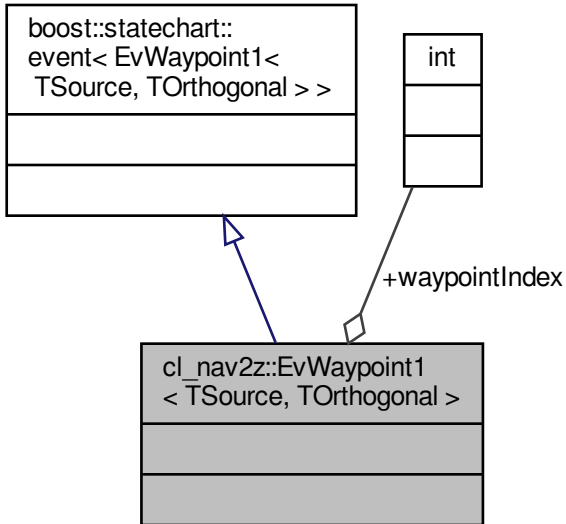 boost::statechart::
event< EvWaypoint1<
TSource, TOrthogonal > >
int
+waypointIndex
cl_nav2z::EvWaypoint1
< TSource, TOrthogonal >